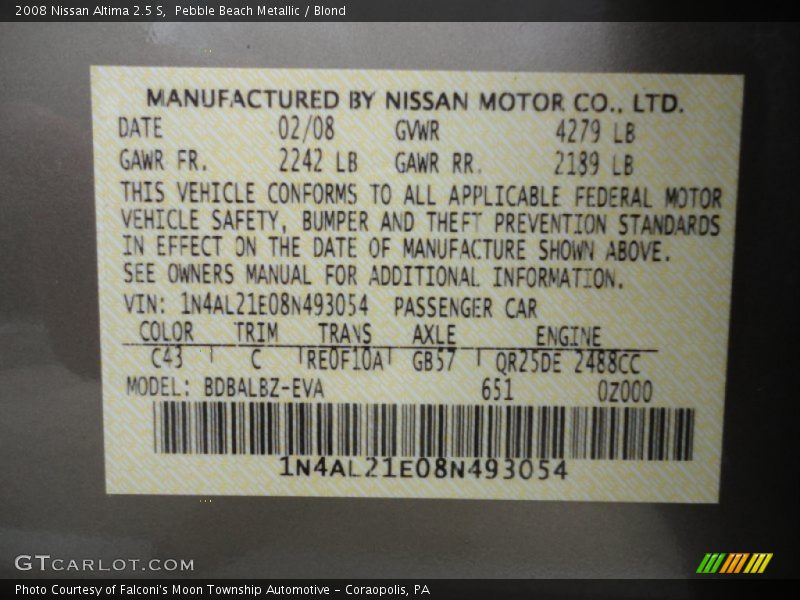 2008 Nissan Altima 2.5 S, Pebble Beach Metallic / Blond
MANUFACTURED BY NISSAN MOTOR CO., LTD.
DATE 02/08 GVWR 4279 LB
GAWR FR. 2242 LB GAWR RR. 2189 LB
THIS VEHICLE CONFORMS TO ALL APPLICABLE FEDERAL MOTOR
VEHICLE SAFETY, BUMPER AND THEFT PREVENTION STANDARDS
IN EFFECT ON THE DATE OF MANUFACTURE SHOWN ABOVE.
SEE OWNERS MANUAL FOR ADDITIONAL INFORMATION.
VIN: 1N4AL21E08N493054 PASSENGER CAR
COLOR TRIM TRANS AXLE ENGINE
C43 C RE0F10A GB57 QR25DE 2488CC
MODEL: BDBALBZ-EVA 651 0Z000
1N4AL21E08N493054
GTCARLOT.COM
Photo Courtesy of Falconi's Moon Township Automotive - Coraopolis, PA